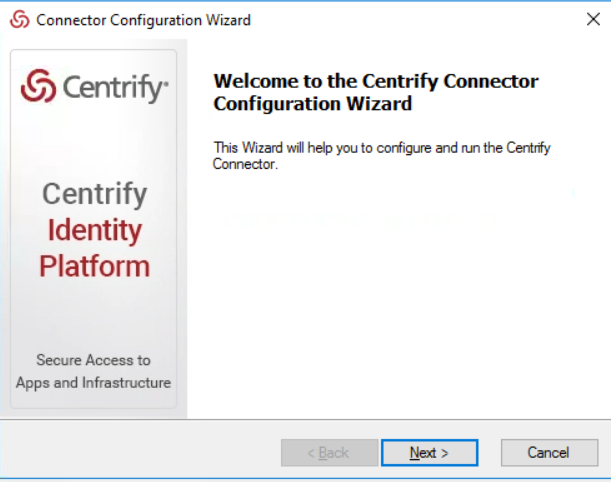 Connector Configuration Wizard
Centrify
Centrify
Identity
Platform
Secure Access to
Apps and Infrastructure
Welcome to the Centrify Connector
Configuration Wizard
This Wizard will help you to configure and run the Centrify
Connector.
< Back
Next >
Cancel